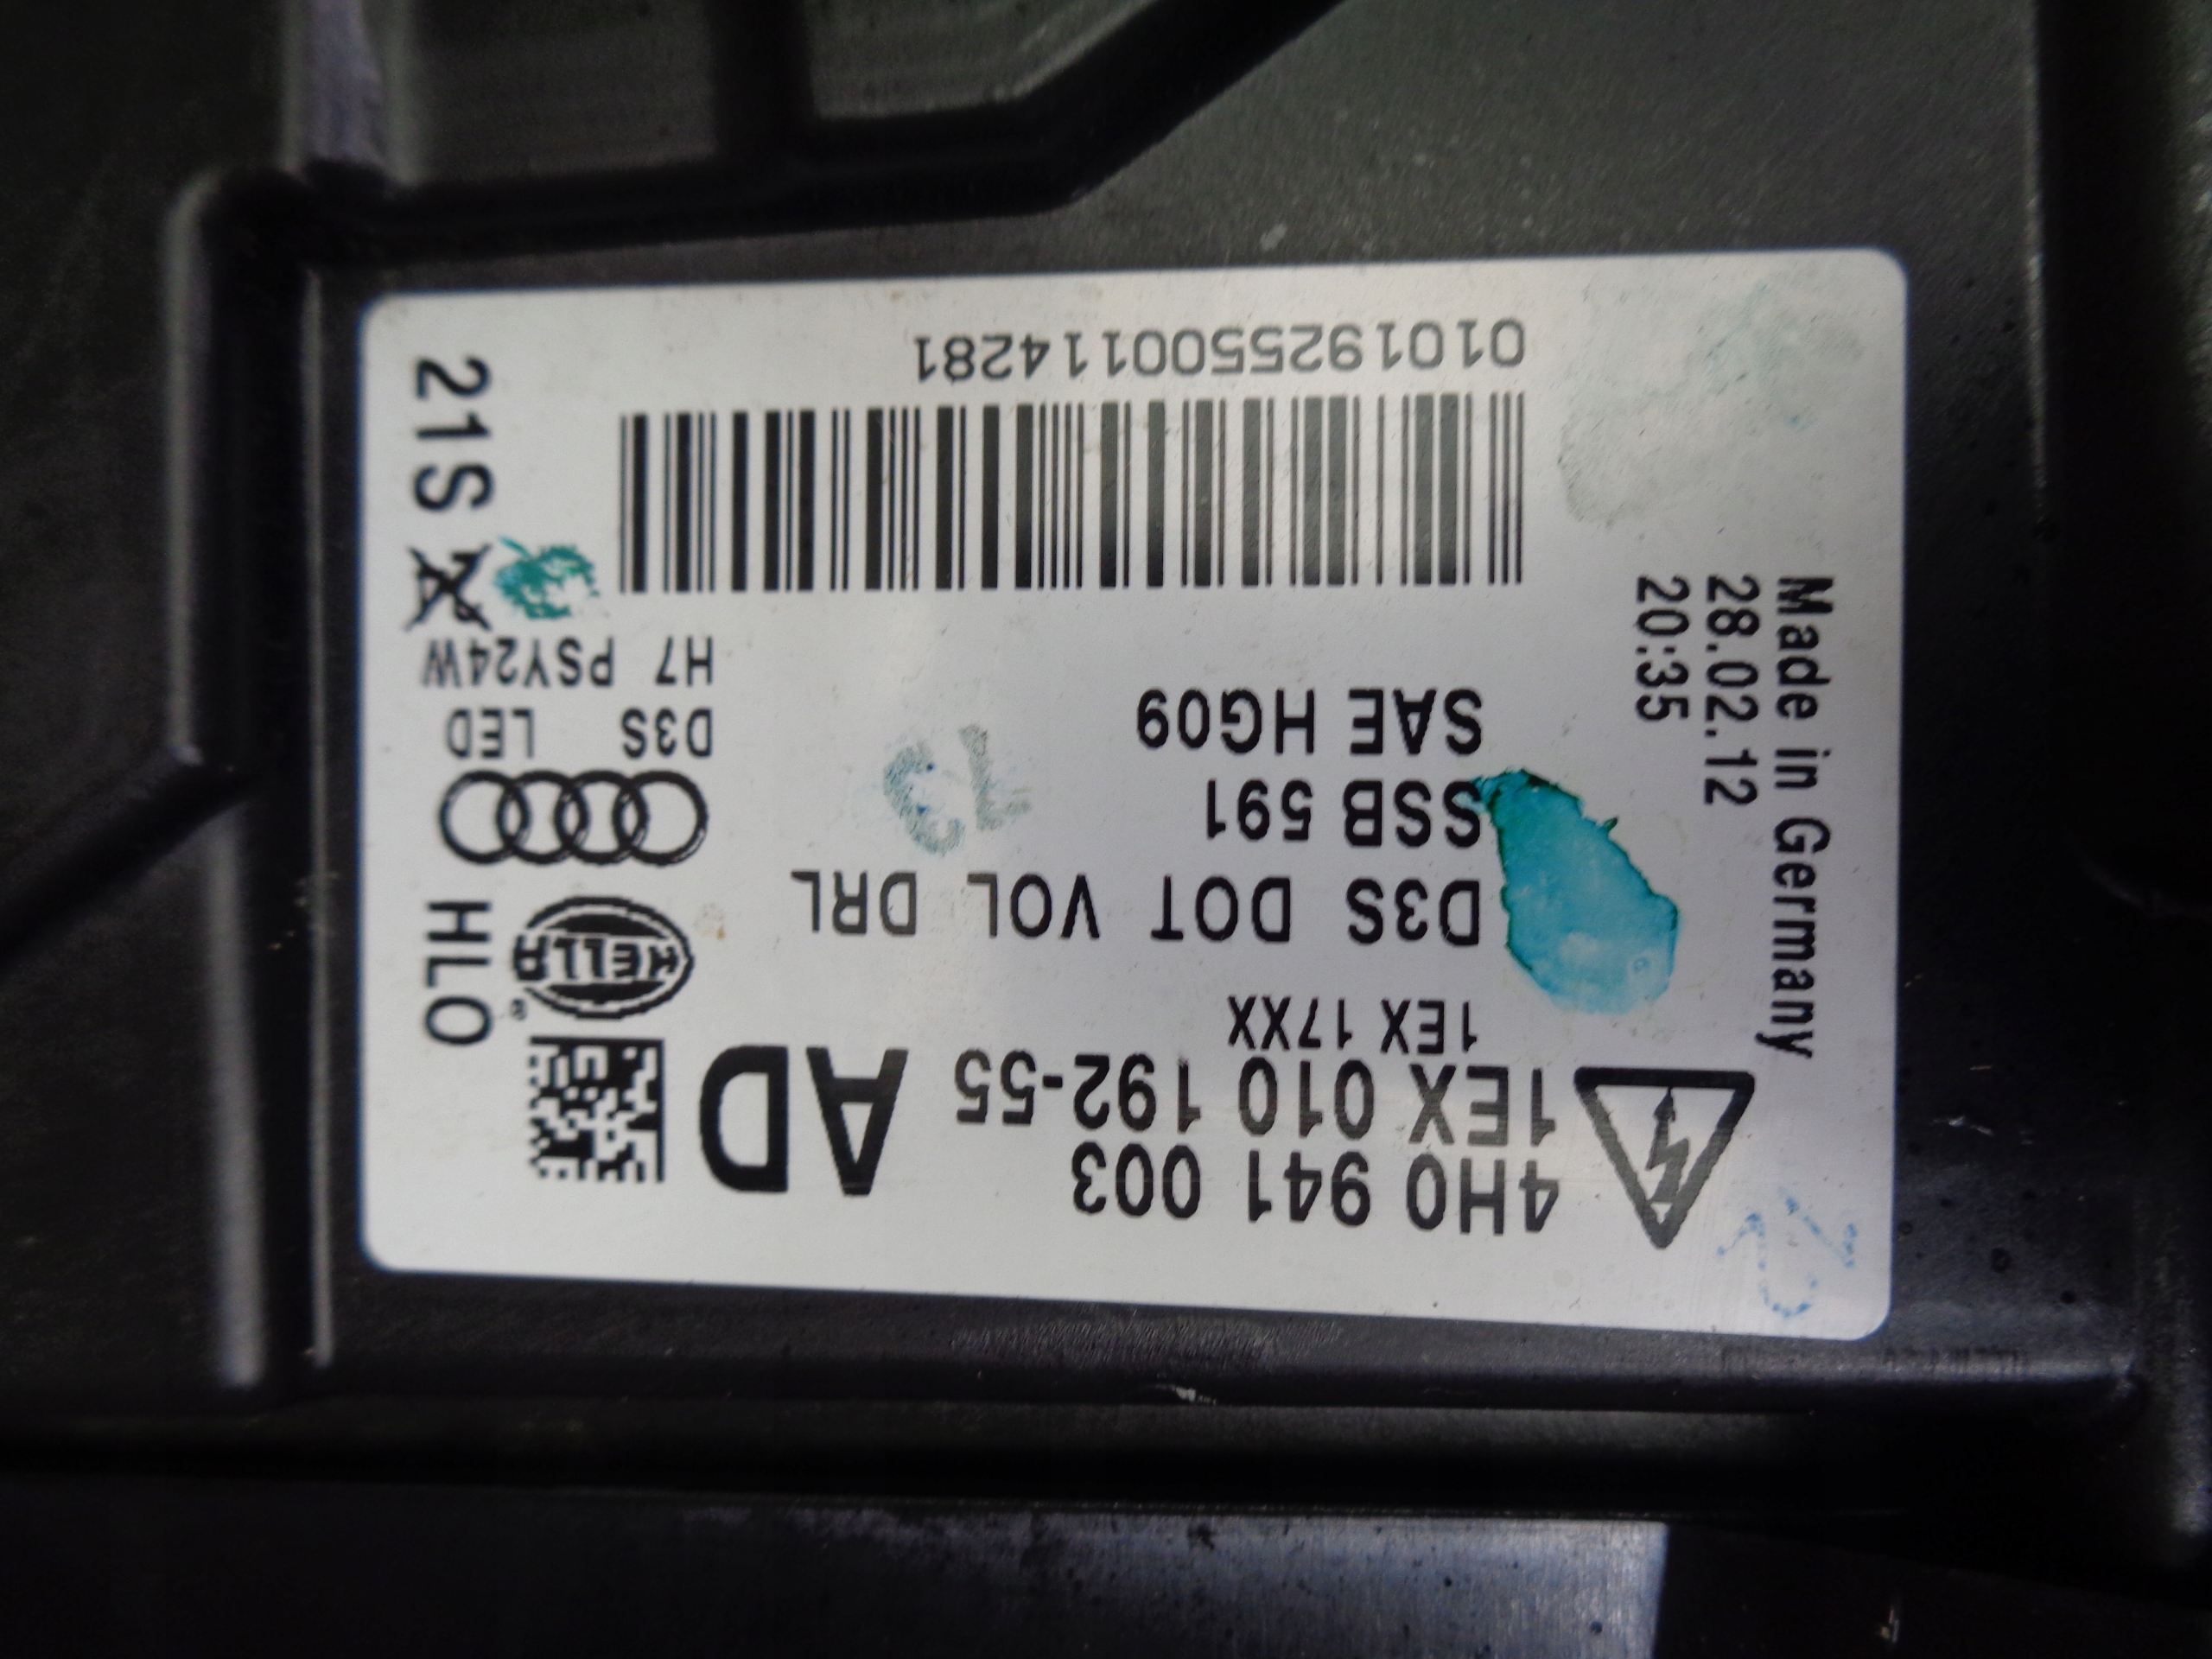 4H0 941 003
AD
1EX 010 192-55
1EX 17XX
D3S DOT VOL DRL
SSB 591
SAE HG09
HELLA
®
D3S LED
H7 PSY24W
0101925500114281
HLO
21S X
Made in Germany
28.02.12
20:35
13